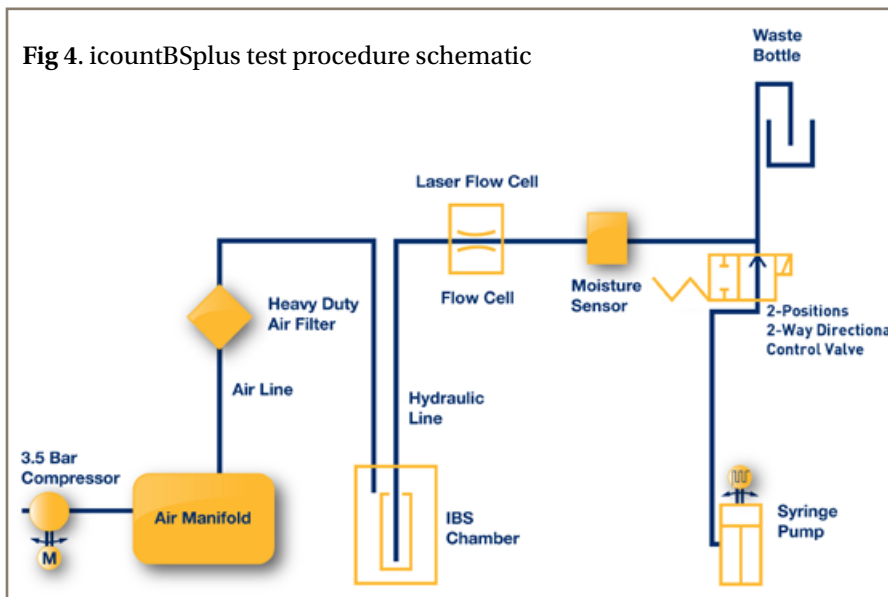 Fig 4. icountBSplus test procedure schematic
Waste
Bottle
Laser Flow Cell
Flow Cell
Moisture
Sensor
2-Positions
2-Way Directiona
Control Valve
Heavy Duty
Air Filter
Air Line
Hydraulic
Line
3.5 Bar
Compressor
M
Air Manifold
IBS
Chamber
Syringe
Pump